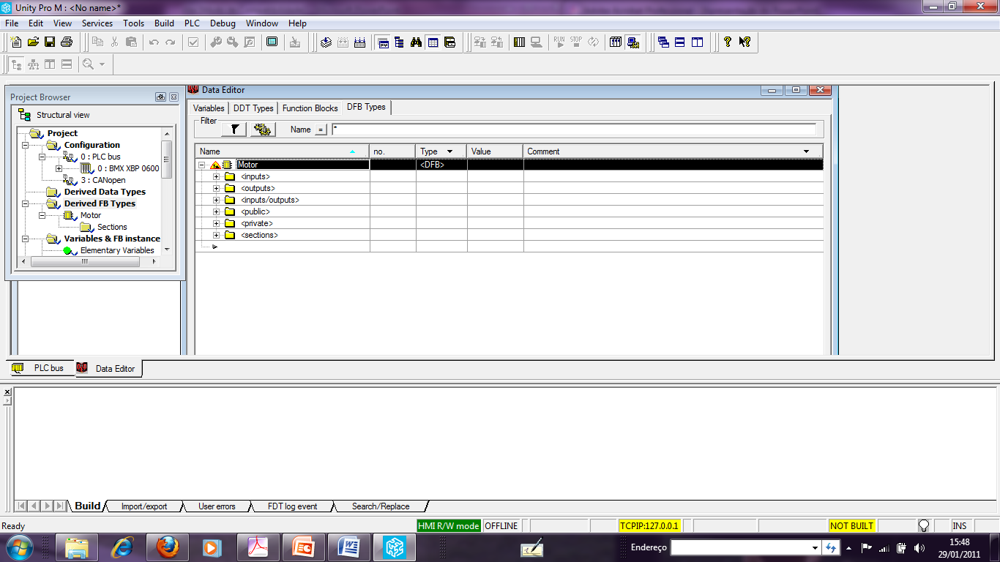 Unity Pro M : <No name>*
File Edit View Services Tools Build PLC Debug Window Help
RUN STOP
Project Browser
Structural view
Project
Configuration
0 : PLC bus
0 : BMX XBP 0600
3 : CANopen
Derived Data Types
Derived FB Types
Motor
Sections
Variables & FB instance
Elementary Variables
Data Editor
Variables DDT Types Function Blocks DFB Types
Filter
Name = *
Name no. Type Value Comment
Motor <DFB>
<inputs>
<outputs>
<inputs/outputs>
<public>
<private>
<sections>
PLC bus Data Editor
Build Import/export User errors FDT log event Search/Replace
Ready HMI R/W mode OFFLINE TCPIP:127.0.0.1 NOT BUILT INS
Endereço 15:48
29/01/2011